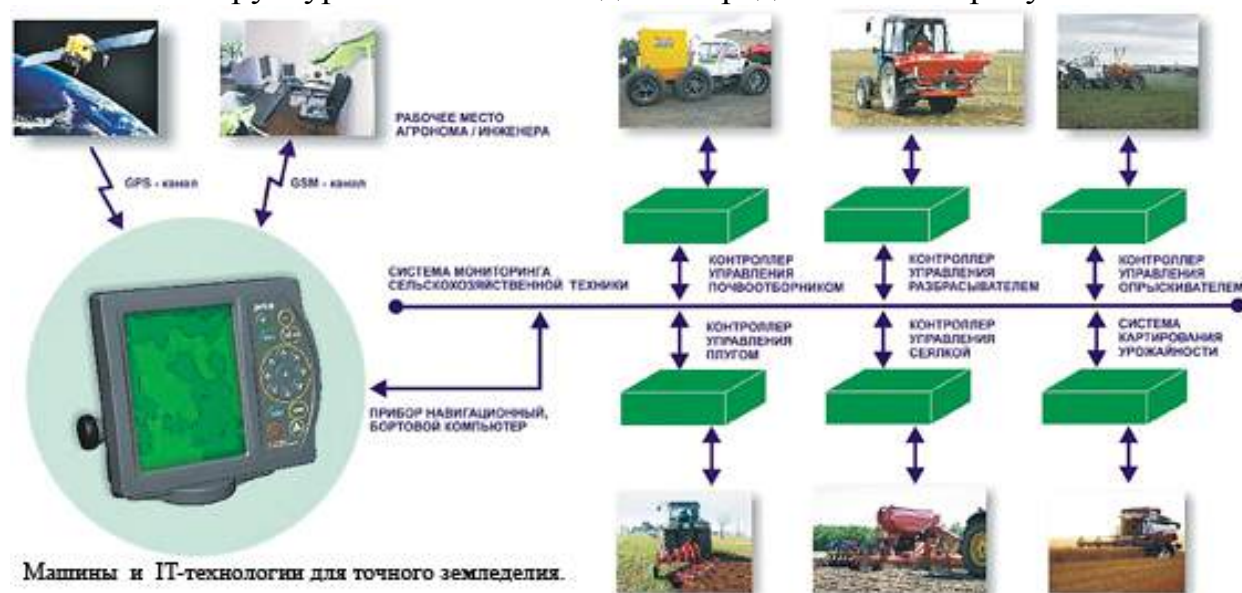 РАБОЧЕЕ МЕСТО
АГРОНОМА / ИНЖЕНЕРА
GPS - канал
GSM - канал
СИСТЕМА МОНИТОРИНГА
СЕЛЬСКОХОЗЯЙСТВЕННОЙ ТЕХНИКИ
КОНТРОЛЛЕР
УПРАВЛЕНИЯ
ПОЧВООТБОРНИКОМ
КОНТРОЛЛЕР
УПРАВЛЕНИЯ
РАЗБРАСЫВАТЕЛЕМ
КОНТРОЛЛЕР
УПРАВЛЕНИЯ
ОПРЫСКИВАТЕЛЕМ
КОНТРОЛЛЕР
УПРАВЛЕНИЯ
ПЛУГОМ
КОНТРОЛЛЕР
УПРАВЛЕНИЯ
СЕЯЛКОЙ
СИСТЕМА
КАРТИРОВАНИЯ
УРОЖАЙНОСТИ
ПРИБОР НАВИГАЦИОННЫЙ,
БОРТОВОЙ КОМПЬЮТЕР
Машины и IT-технологии для точного земледелия.